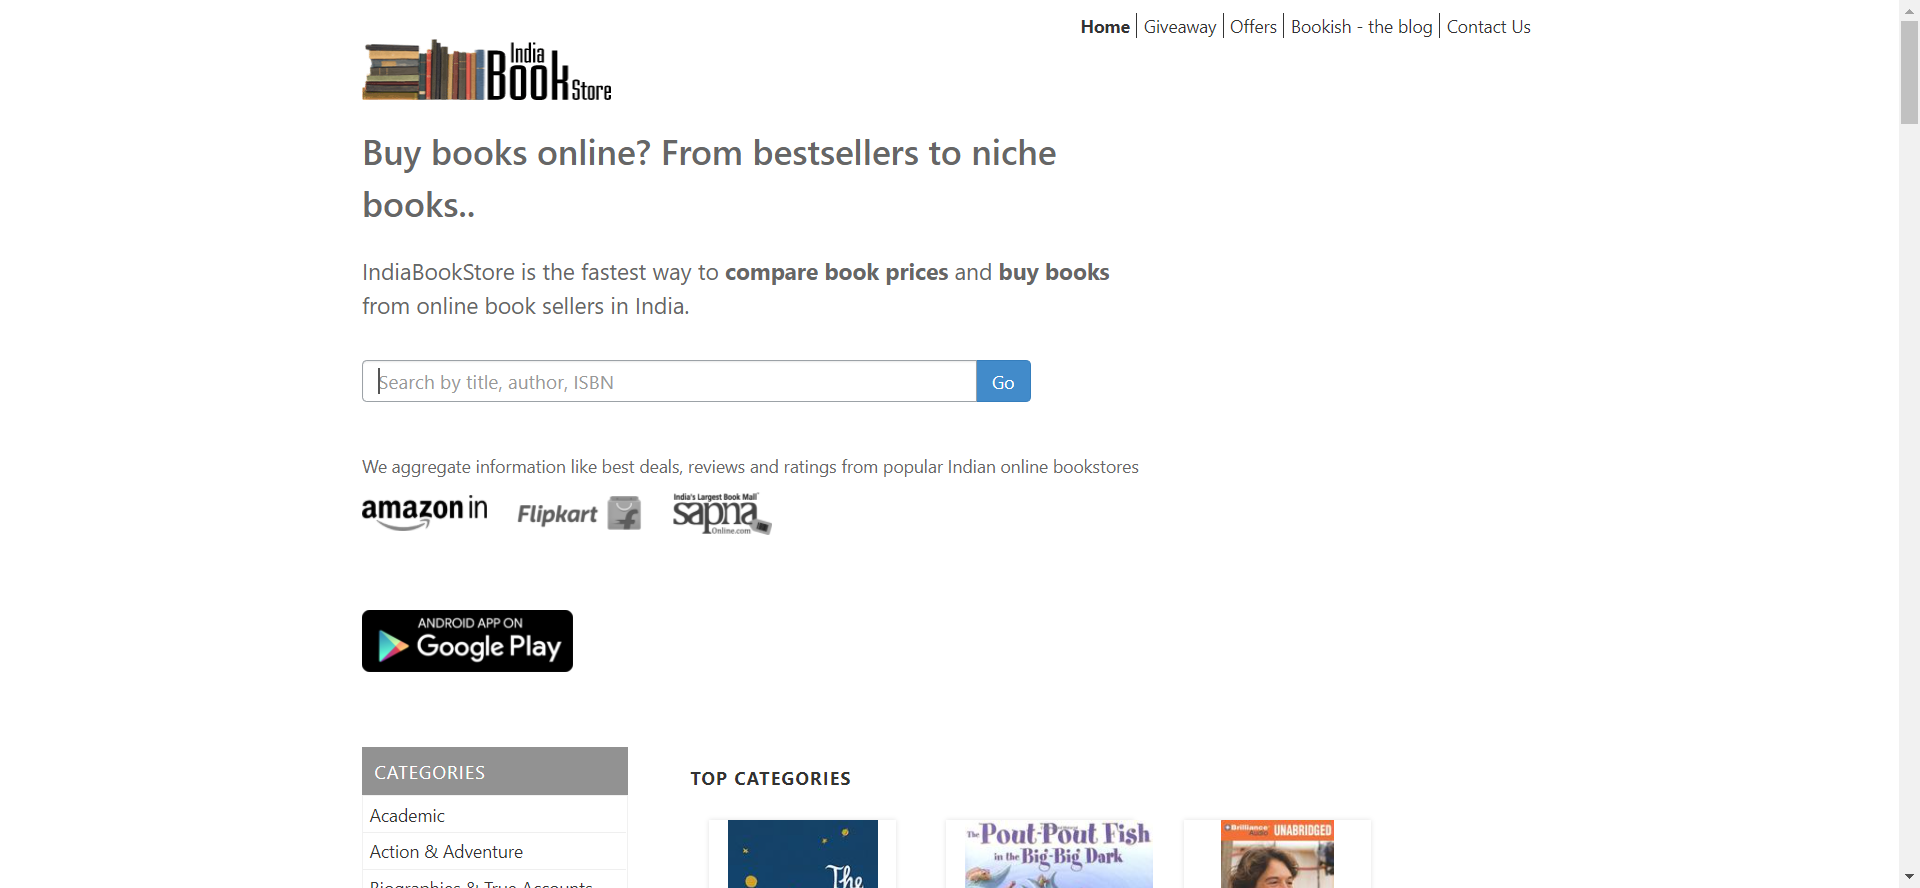 Home Giveaway Offers Bookish - the blog Contact Us
India
Book Store
Buy books online? From bestsellers to niche
books..
IndiaBookStore is the fastest way to compare book prices and buy books
from online book sellers in India.
Search by title, author, ISBN Go
We aggregate information like best deals, reviews and ratings from popular Indian online bookstores
amazon in
Flipkart
India's Largest Book Mall
sapna
Online.com
ANDROID APP ON
Google Play
CATEGORIES
Academic
Action & Adventure
Biographies & True Accounts
TOP CATEGORIES
The
The Pout-Pout Fish
in the Big-Big Dark
Brilliance Audio UNABRIDGED